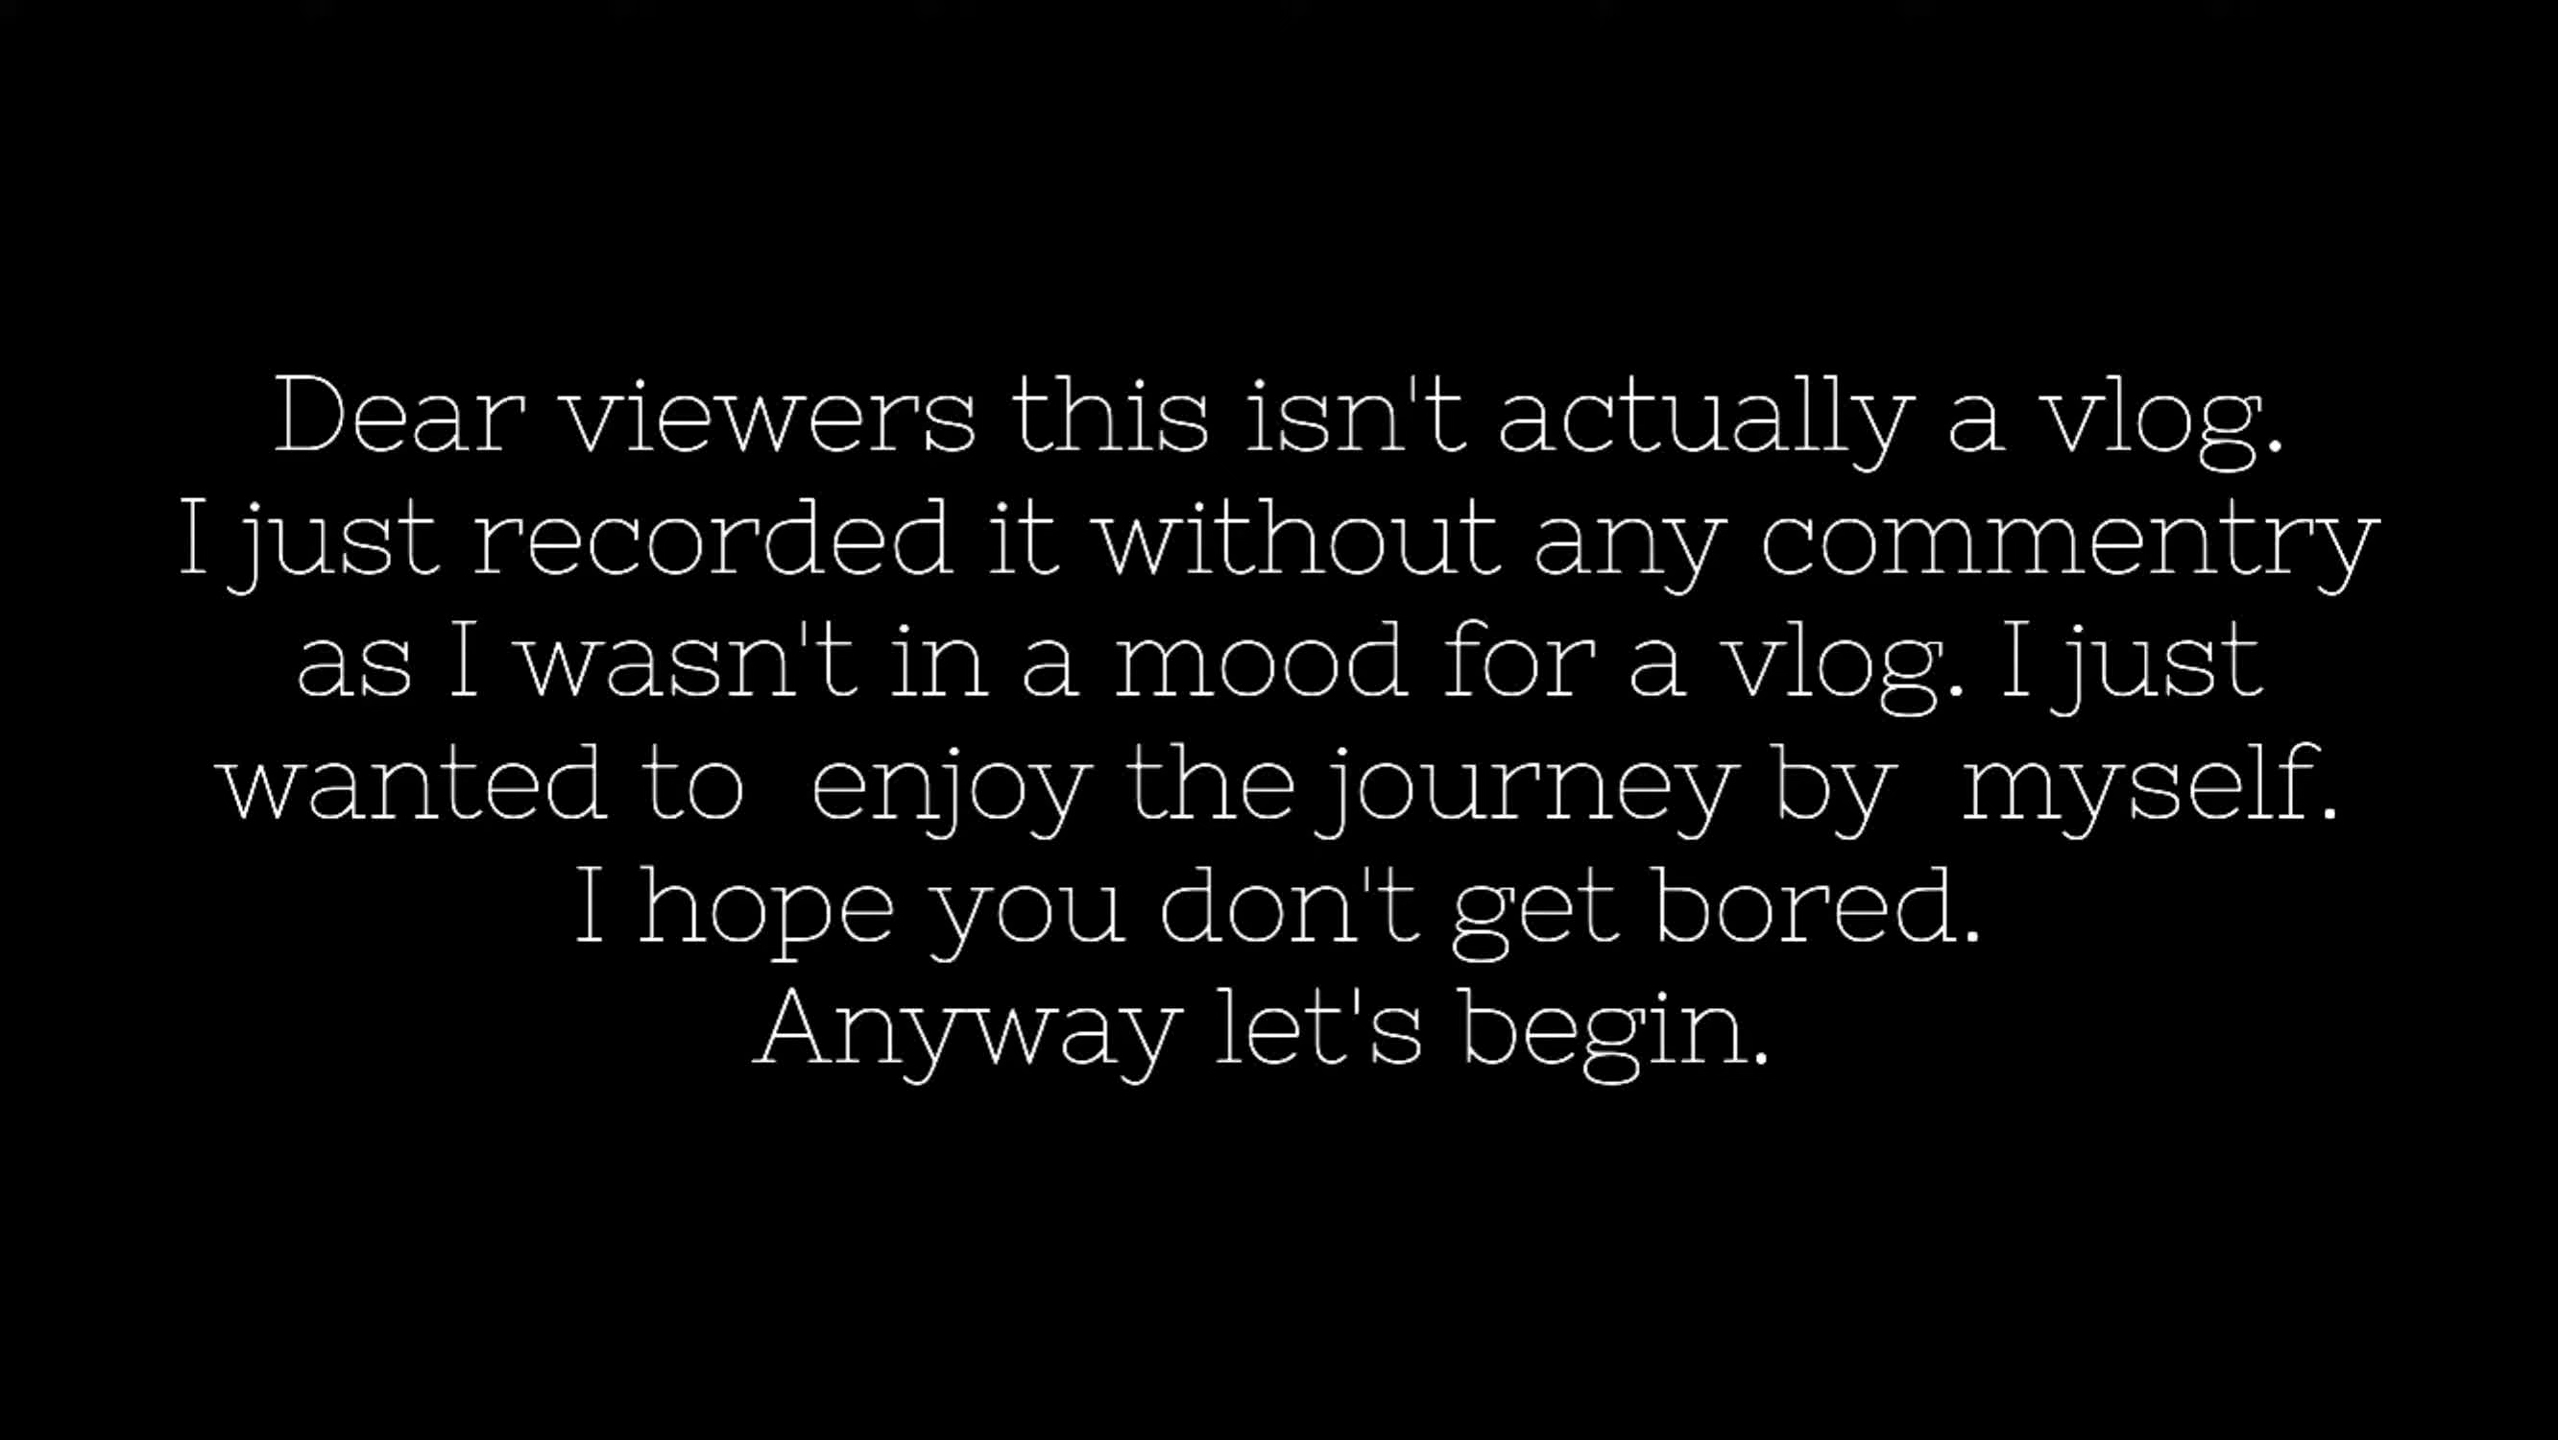 Dear viewers this isn't actually a vlog.
I just recorded it without any commentry
as I wasn't in a mood for a vlog. I just
wanted to  enjoy the journey by  myself.
I hope you don't get bored.
Anyway let's begin.